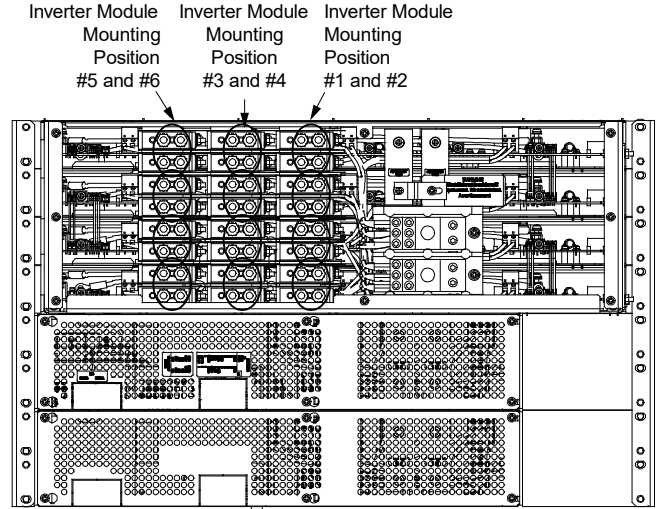 Inverter Module
Mounting
Position
#5 and #6
Inverter Module
Mounting
Position
#3 and #4
Inverter Module
Mounting
Position
#1 and #2